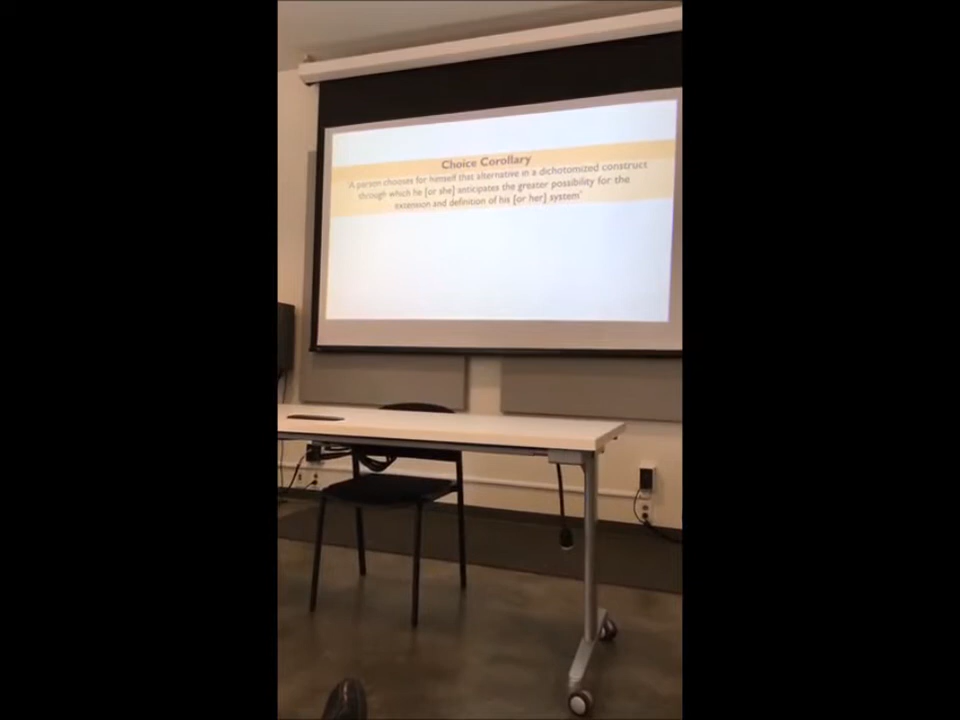 Choice Corollary
A person chooses for himself that alternative in a dichotomized construct
through which he [or she] anticipates the greater possibility for the
extension and definition of his [or her] system"